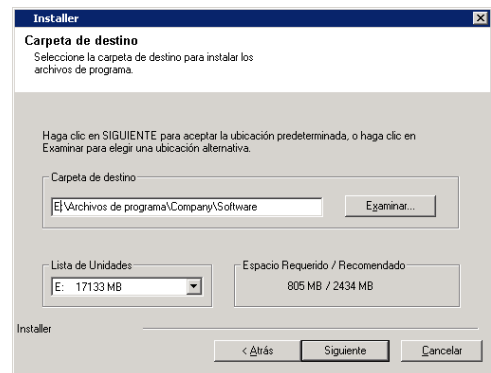 Installer
Carpeta de destino
Seleccione la carpeta de destino para instalar los
archivos de programa.
Haga clic en SIGUIENTE para aceptar la ubicación predeterminada, o haga clic en
Examinar para elegir una ubicación alternativa.
Carpeta de destino
E:\Archivos de programa\Company\Software
Examinar...
Lista de Unidades
E: 17133 MB
Espacio Requerido / Recomendado
805 MB / 2434 MB
Installer
< Atrás
Siguiente
Cancelar